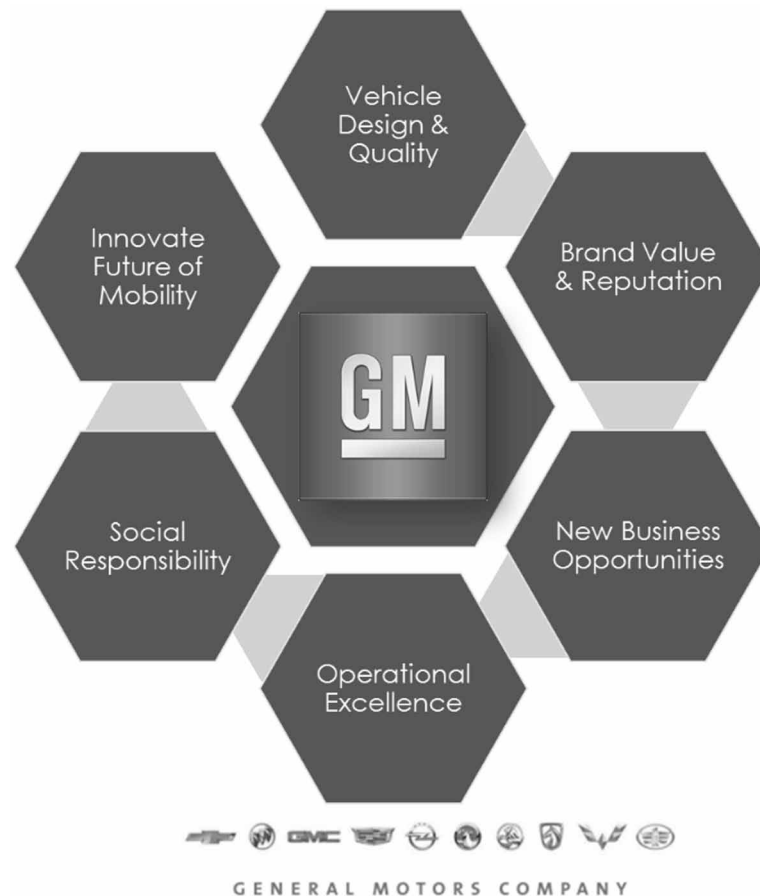 Vehicle
Design &
Quality
Innovate
Future of
Mobility
Brand Value
& Reputation
GM
Social
Responsibility
New Business
Opportunities
Operational
Excellence
GMC
GENERAL MOTORS COMPANY